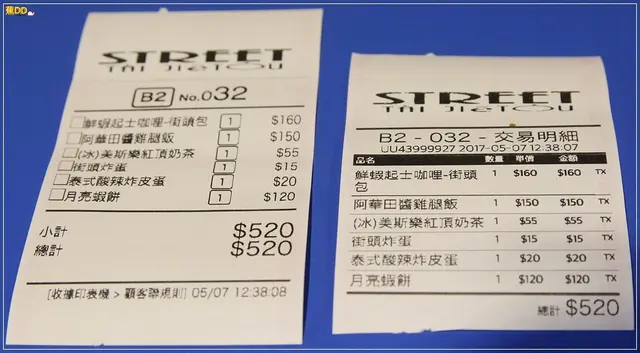 蕉DD
STREET
TAI JIETOU
B2 No.032
鮮蝦起士咖哩-街頭包 1 $160
阿華田醬雞腿飯 1 $150
(冰)美斯樂紅頂奶茶 1 $55
街頭炸蛋 1 $15
泰式酸辣炸皮蛋 1 $20
月亮蝦餅 1 $120
小計 $520
總計 $520
[收據印表機 > 顧客聯規則] 05/07 12:38:08
STREET
TAI JIETOU
B2 - 032 - 交易明細
UU43999927 2017-05-07 12:38:07
品名 數量 單價 金額
鮮蝦起士咖哩-街頭 1 $160 $160 TX
包
阿華田醬雞腿飯 1 $150 $150 TX
(冰)美斯樂紅頂奶茶 1 $55 $55 TX
街頭炸蛋 1 $15 $15 TX
泰式酸辣炸皮蛋 1 $20 $20 TX
月亮蝦餅 1 $120 $120 TX
總計 $520